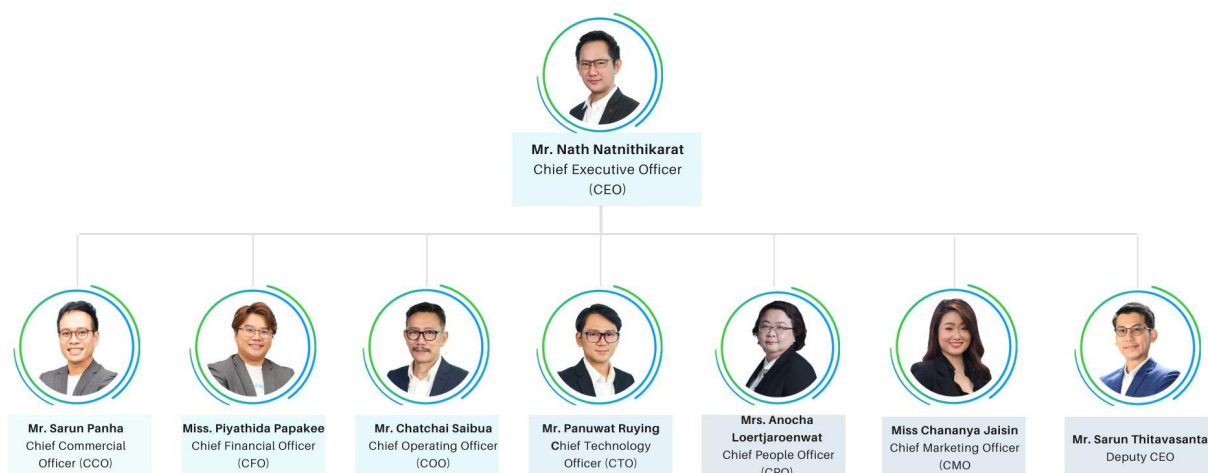 Mr. Nath Natnithikarat
Chief Executive Officer
(CEO)
Mr. Sarun Panha
Chief Commercial
Officer (CCO)
Miss. Piyathida Papakee
Chief Financial Officer
(CFO)
Mr. Chatchai Saibua
Chief Operating Officer
(COO)
Mr. Panuwat Ruying
Chief Technology
Officer (CTO)
Mrs. Anocha
Loertjaroenwat
Chief People Officer
(CPO)
Miss Chananya Jaisin
Chief Marketing Officer
(CMO
Mr. Sarun Thitavasanta
Deputy CEO